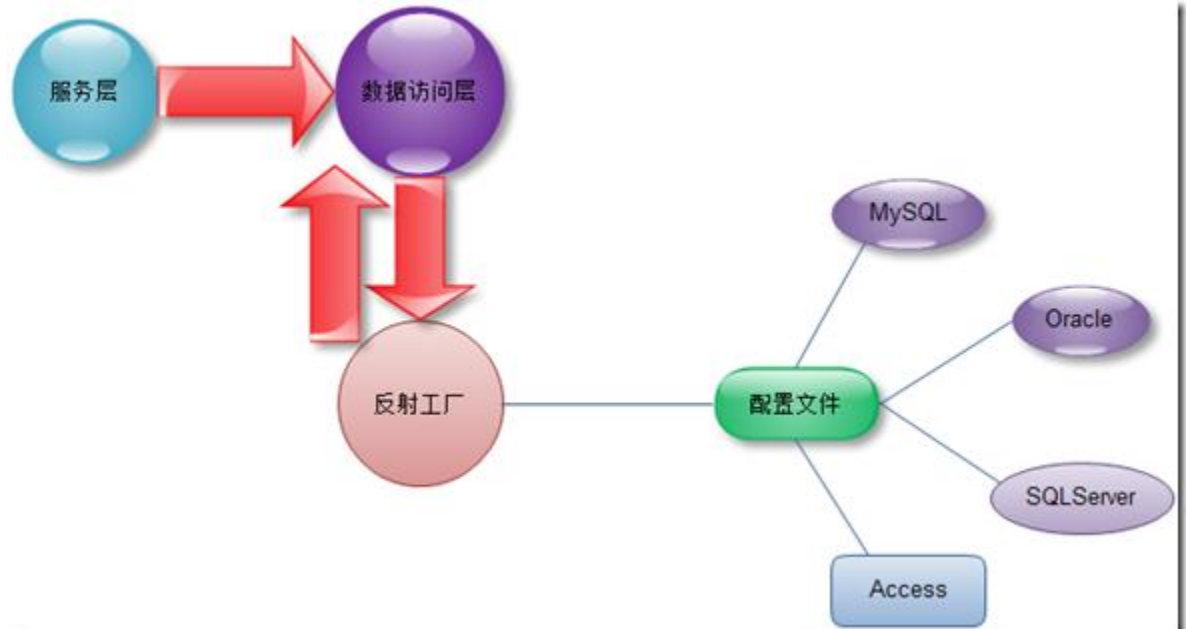 服务层
数据访问层
MySQL
Oracle
反射工厂
配置文件
SQLServer
Access